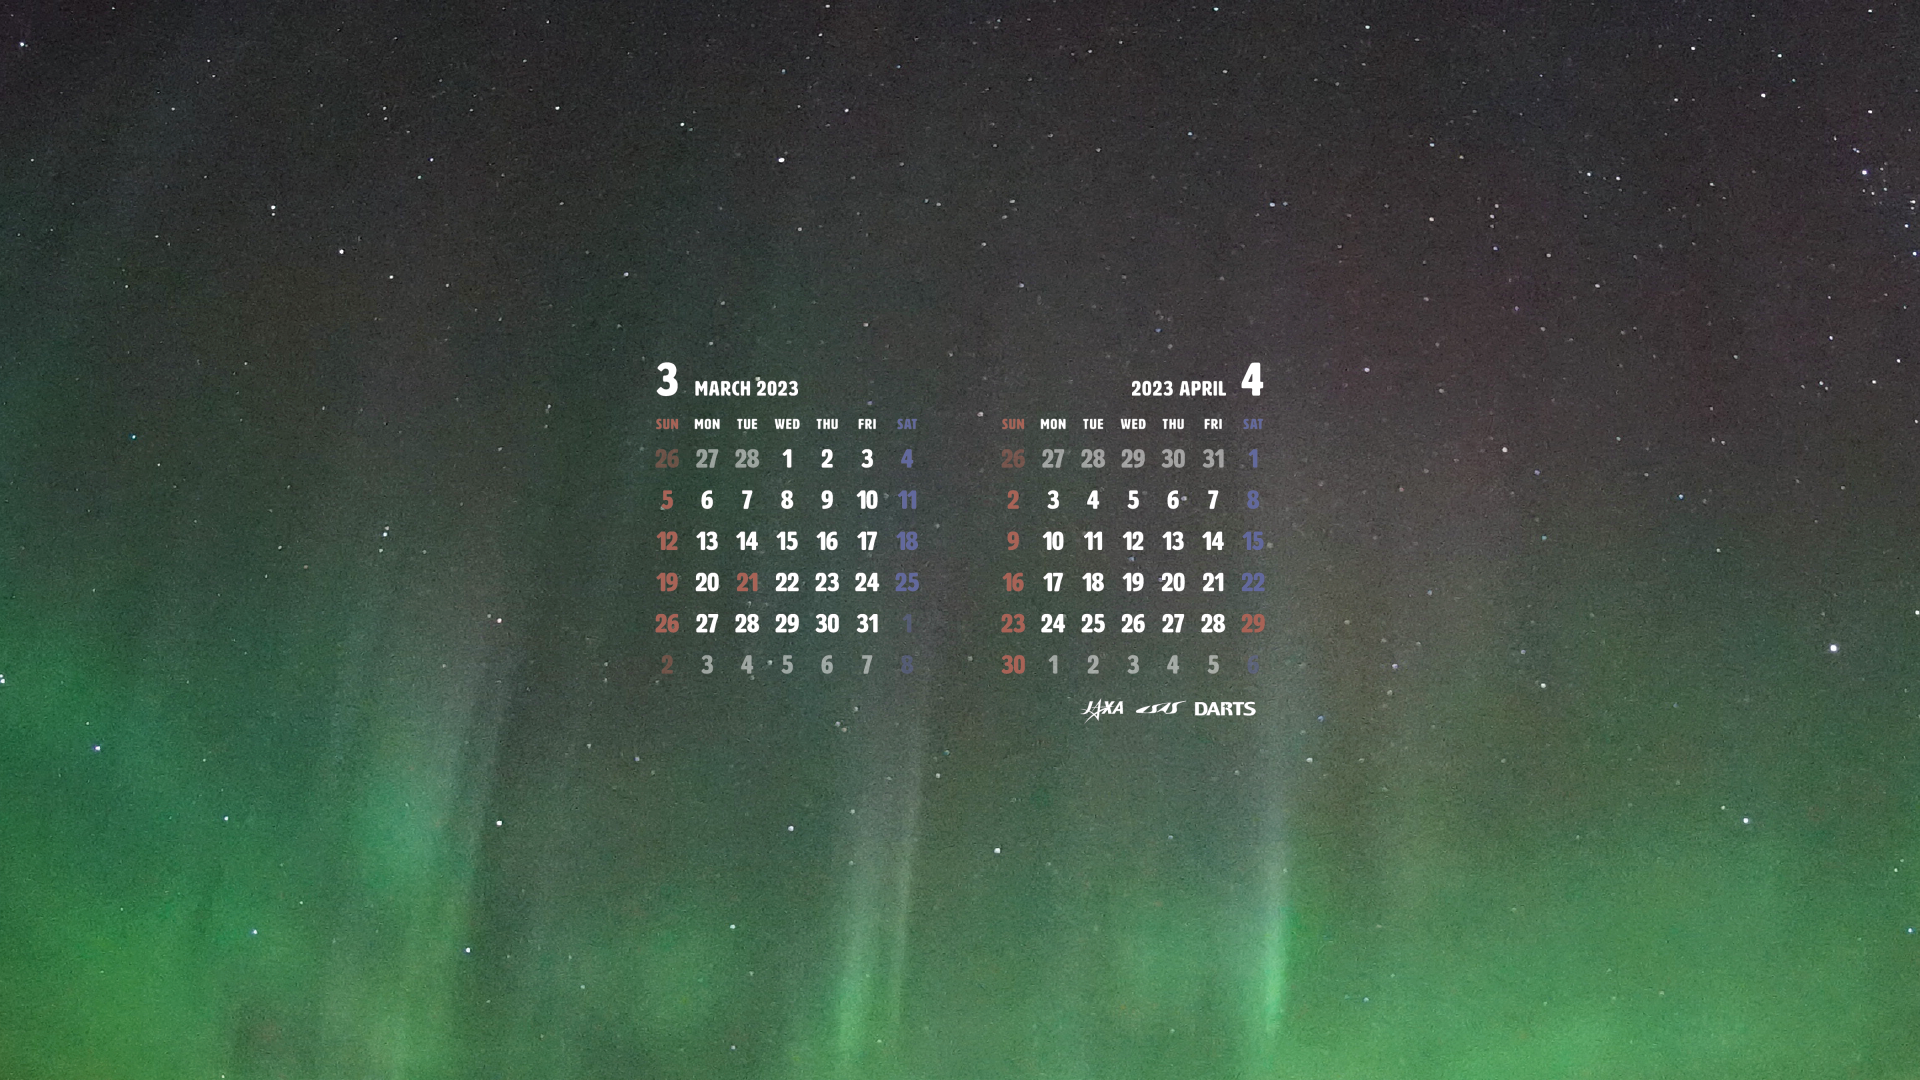 3 MARCH 2023
SUN MON TUE WED THU FRI SAT
26 27 28 1 2 3 4
5 6 7 8 9 10 11
12 13 14 15 16 17 18
19 20 21 22 23 24 25
26 27 28 29 30 31 1
2 3 4 5 6 7 8
2023 APRIL 4
SUN MON TUE WED THU FRI SAT
26 27 28 29 30 31 1
2 3 4 5 6 7 8
9 10 11 12 13 14 15
16 17 18 19 20 21 22
23 24 25 26 27 28 29
30 1 2 3 4 5 6
JAXA ISAS DARTS